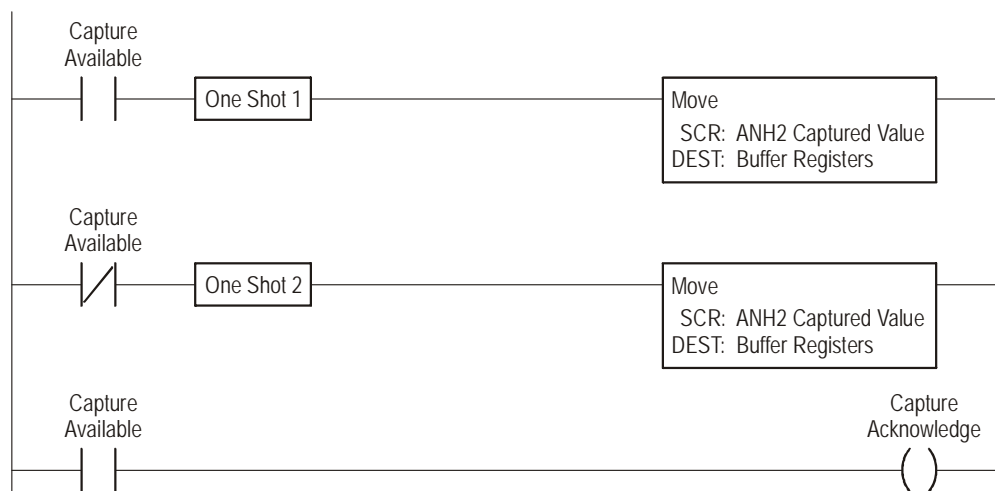 Capture
Available
One Shot 1
Move
SCR: ANH2 Captured Value
DEST: Buffer Registers
Capture
Available
One Shot 2
Move
SCR: ANH2 Captured Value
DEST: Buffer Registers
Capture
Available
Capture
Acknowledge